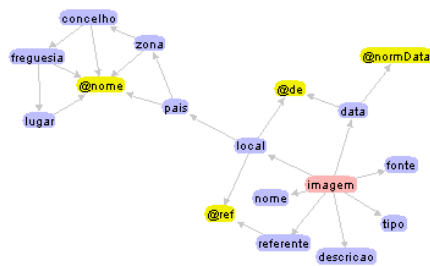 concelho
zona
freguesia
@normData
@nome
@de
pais
data
lugar
local
fonte
imagem
nome
@ref
tipo
referente
descricao